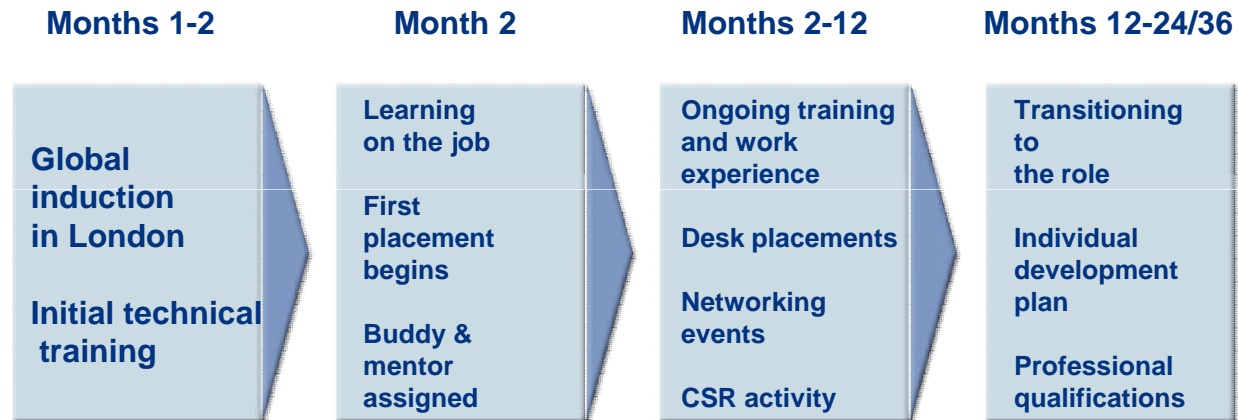 Months 1-2
Month 2
Months 2-12
Months 12-24/36
Global
induction
in London
Initial technical
training
Learning
on the job
First
placement
begins
Buddy &
mentor
assigned
Ongoing training
and work
experience
Desk placements
Networking
events
CSR activity
Transitioning
to
the role
Individual
development
plan
Professional
qualifications